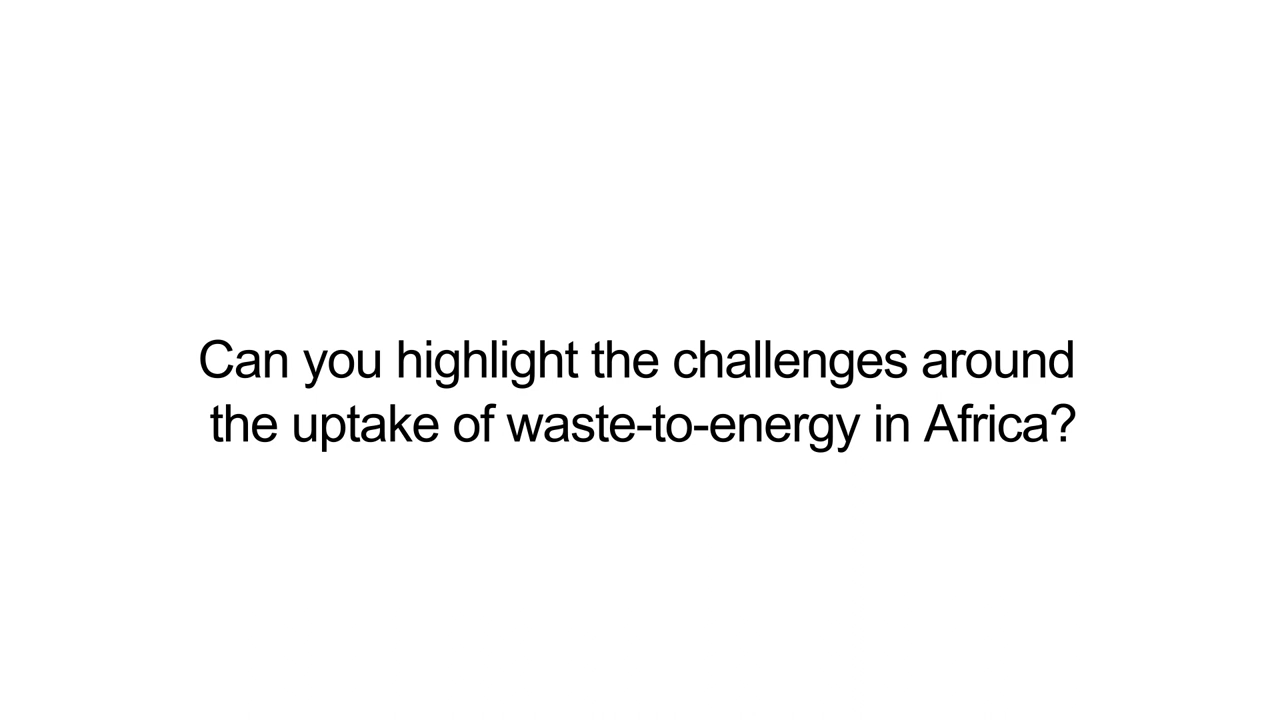 Can you highlight the challenges around
the uptake of waste-to-energy in Africa?